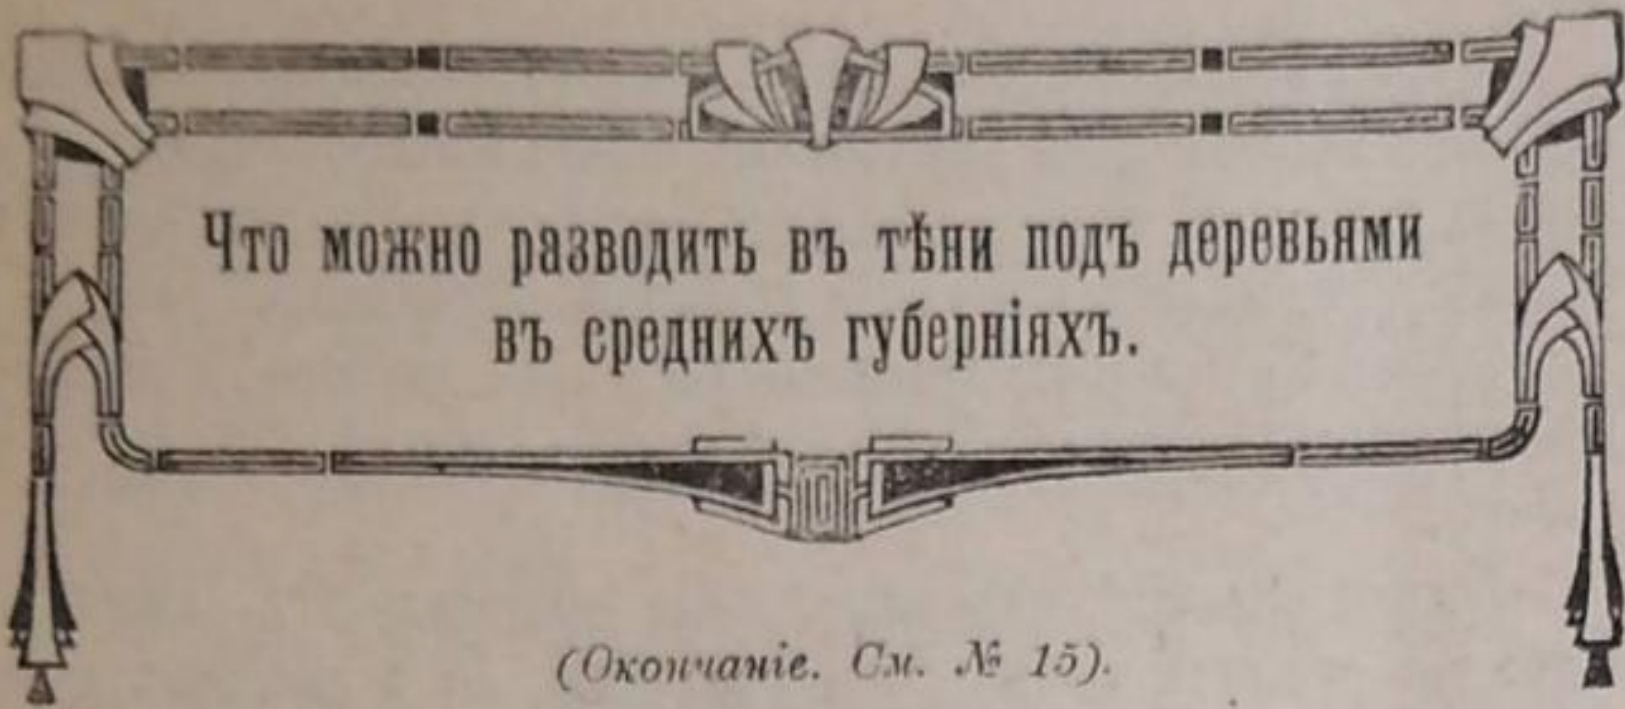 Что можно разводить въ тѣни подъ деревьями
въ среднихъ губерніяхъ.
(Окончаніе. См. № 15).